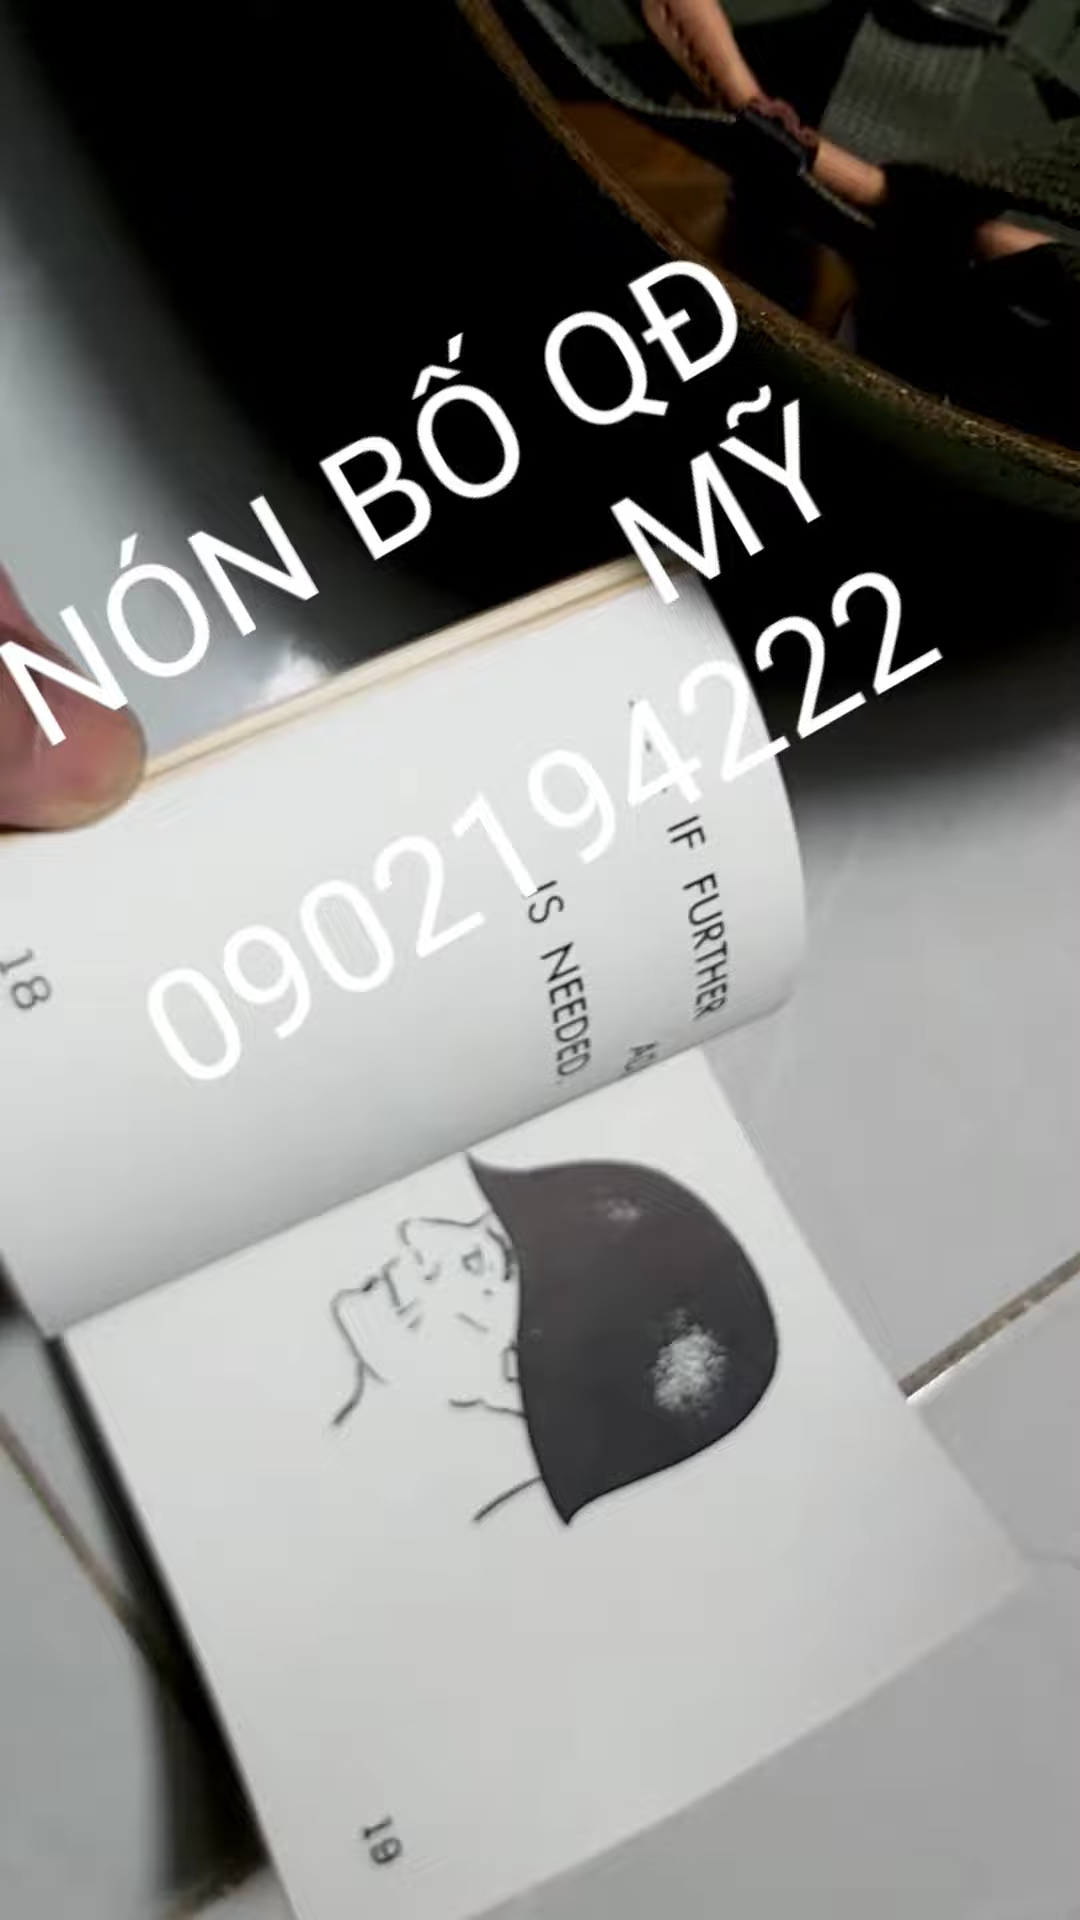 NÓN BỐ QĐ
MỸ
0902194222
IF FURTHER
IS NEEDED.
18
19